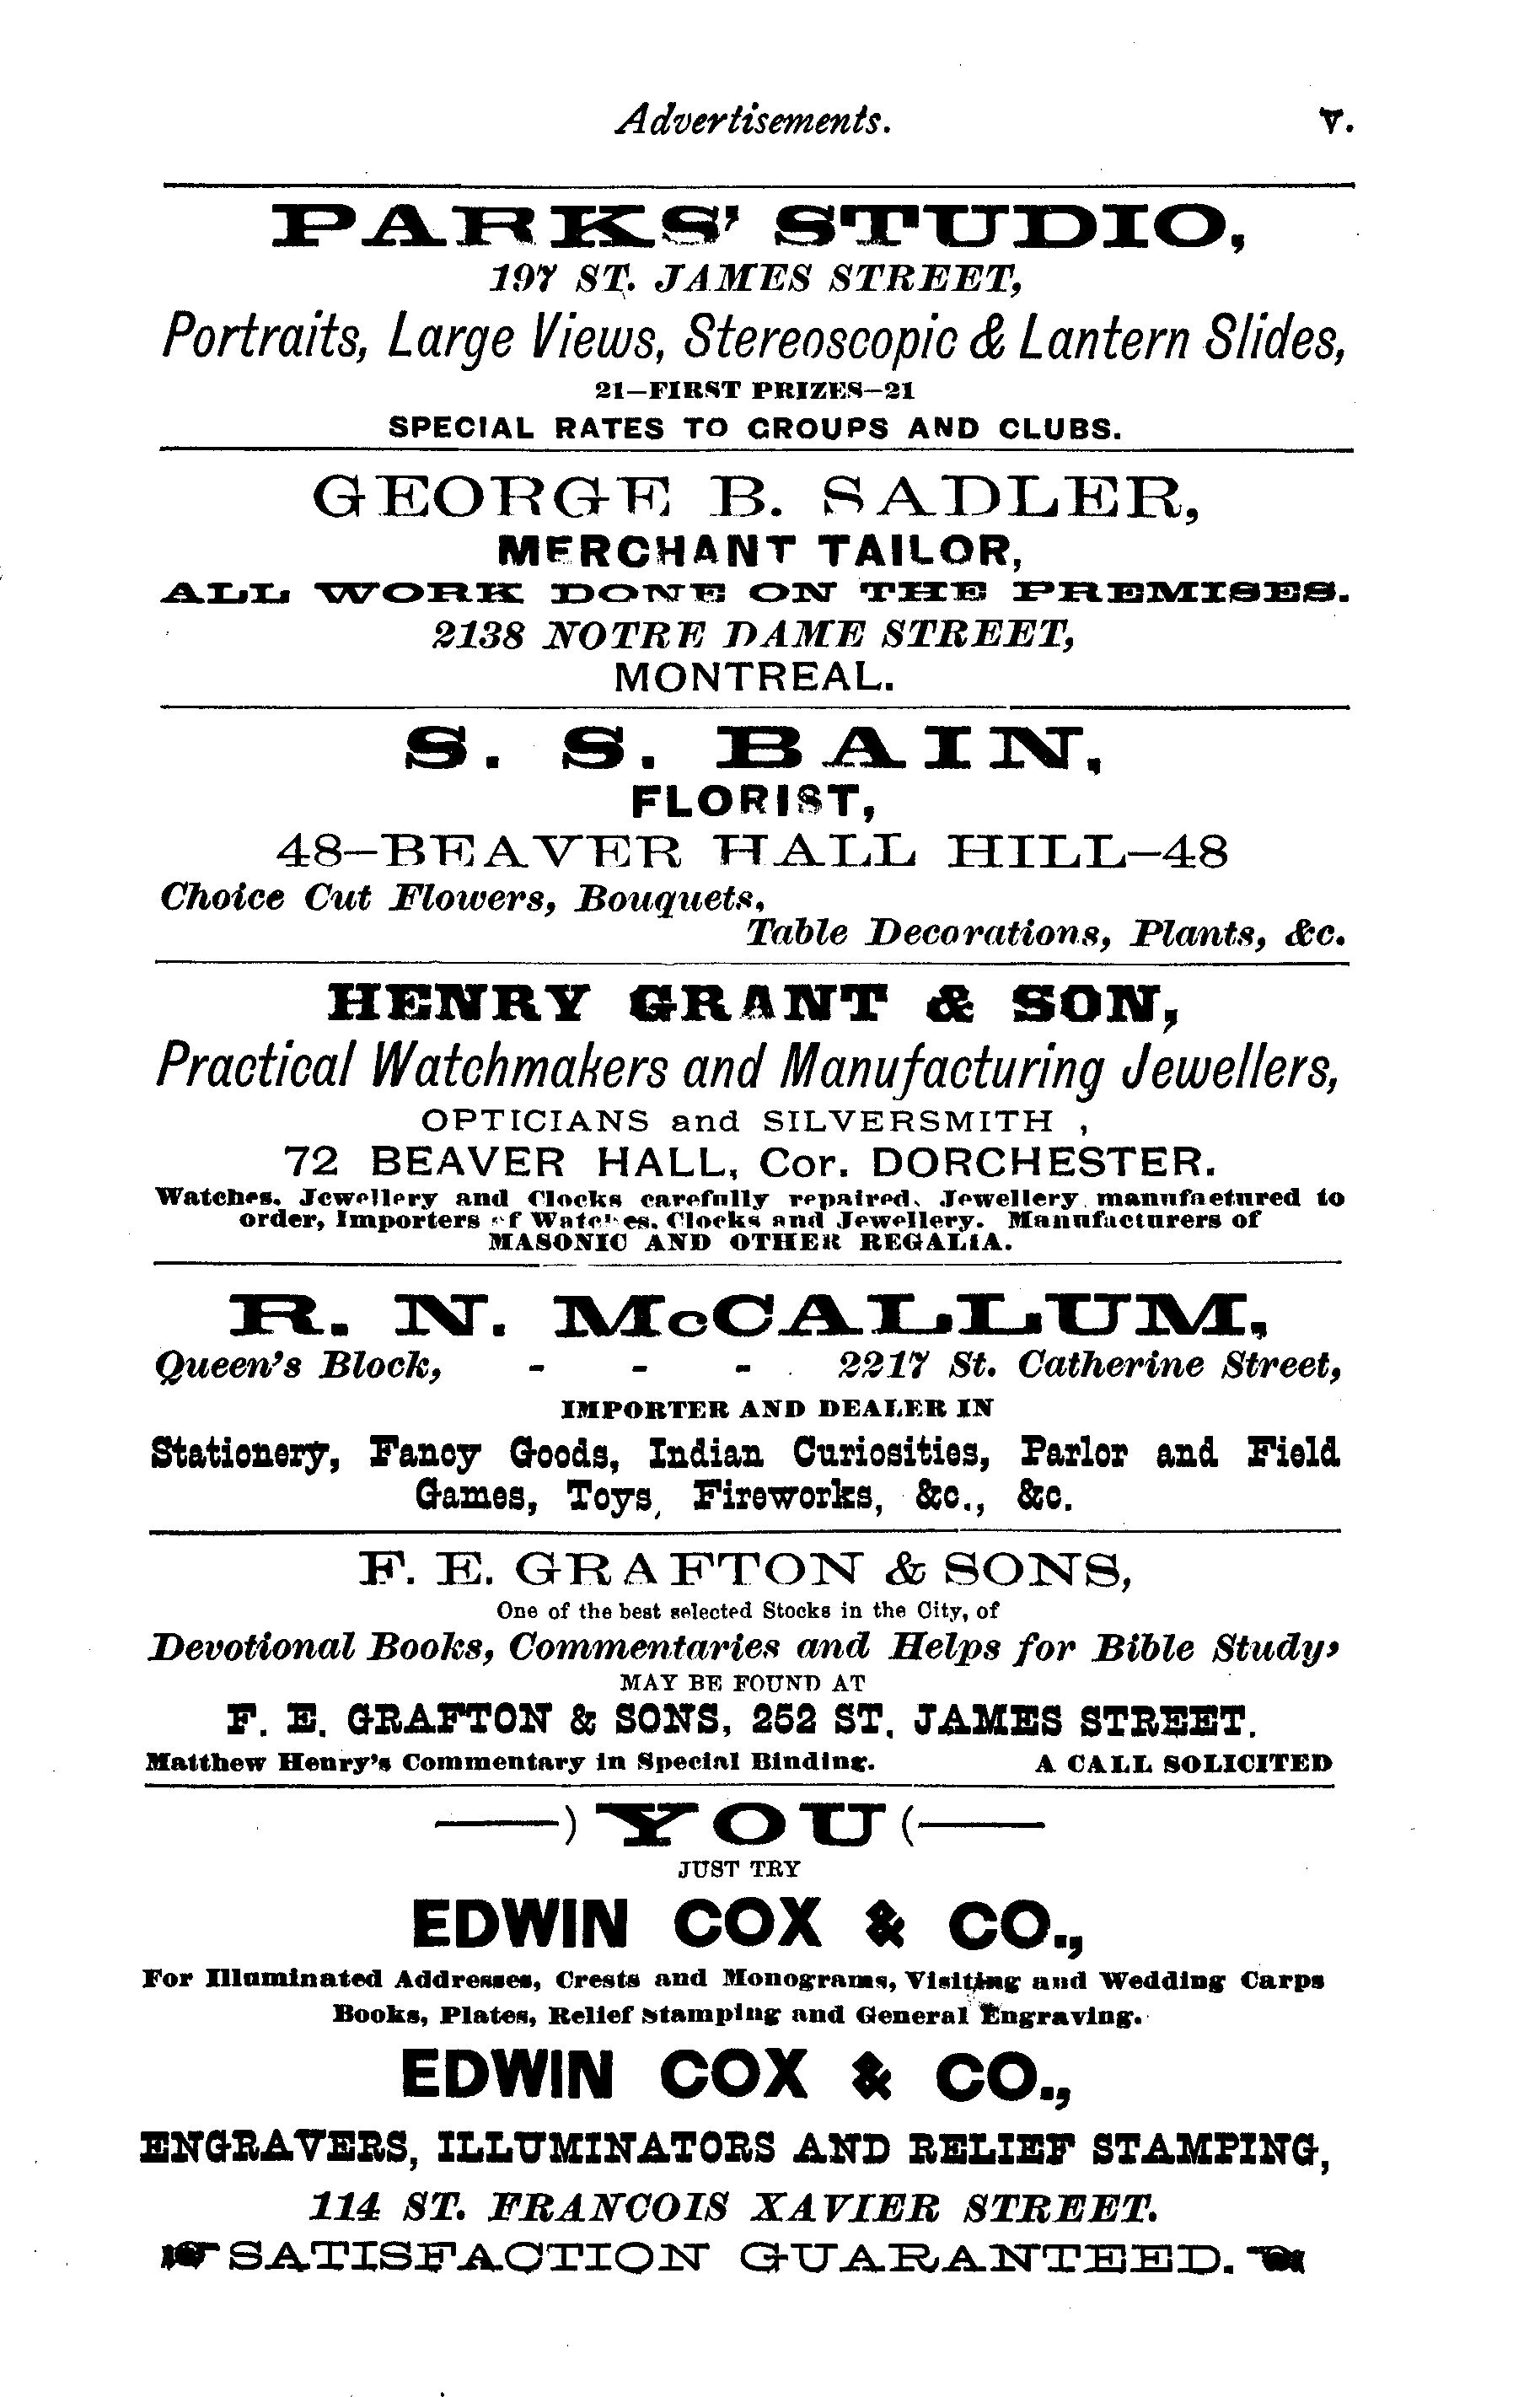 Advertisements. v.
PARKS' STUDIO,
197 ST. JAMES STREET,
Portraits, Large Views, Stereoscopic & Lantern Slides,
21—FIRST PRIZES—21
SPECIAL RATES TO GROUPS AND CLUBS.
GEORGE B. SADLER,
MERCHANT TAILOR,
ALL WORK DONE ON THE PREMISES.
2138 NOTRE DAME STREET,
MONTREAL.
S. S. BAIN,
FLORIST,
48—BEAVER HALL HILL—48
Choice Cut Flowers, Bouquets,
Table Decorations, Plants, &c.
HENRY GRANT & SON,
Practical Watchmakers and Manufacturing Jewellers,
OPTICIANS and SILVERSMITH ,
72 BEAVER HALL, Cor. DORCHESTER.
Watches. Jewellery and Clocks carefully repaired. Jewellery manufactured to
order, Importers of Watches. Clocks and Jewellery. Manufacturers of
MASONIC AND OTHER REGALIA.
R. N. McCALLUM,
Queen's Block, - - - 2217 St. Catherine Street,
IMPORTER AND DEALER IN
Stationery, Fancy Goods, Indian Curiosities, Parlor and Field
Games, Toys, Fireworks, &c., &c.
F. E. GRAFTON & SONS,
One of the best selected Stocks in the City, of
Devotional Books, Commentaries and Helps for Bible Study,
MAY BE FOUND AT
F. E. GRAFTON & SONS, 252 ST. JAMES STREET.
Matthew Henry's Commentary in Special Binding. A CALL SOLICITED
——) YOU (——
JUST TRY
EDWIN COX & CO.,
For Illuminated Addresses, Crests and Monograms, Visiting and Wedding Carps
Books, Plates, Relief Stamping and General Engraving.
EDWIN COX & CO.,
ENGRAVERS, ILLUMINATORS AND RELIEF STAMPING,
114 ST. FRANCOIS XAVIER STREET.
☞ SATISFACTION GUARANTEED. ☜